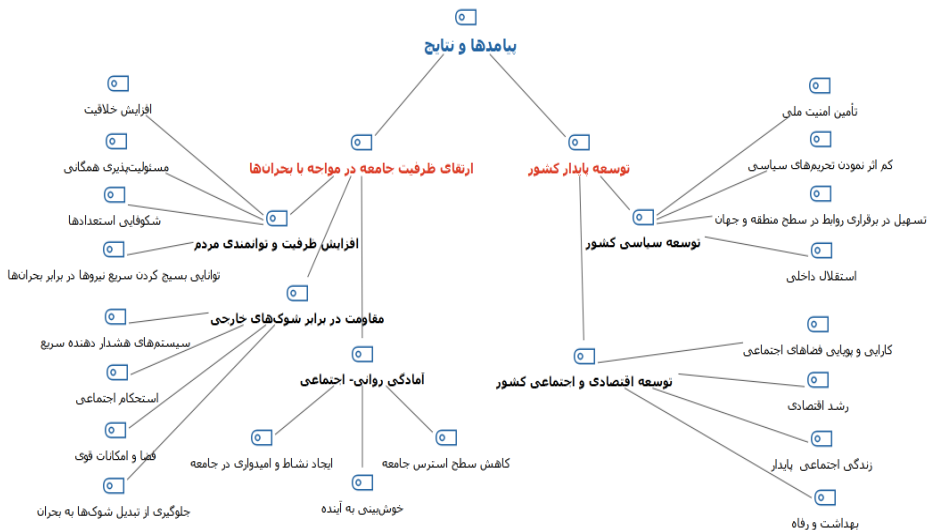 پیامدها و نتایج
توسعه پایدار کشور
ارتقای ظرفیت جامعه در مواجه با بحران‌ها
تأمین امنیت ملی
کم اثر نمودن تحریم‌های سیاسی
تسهیل در برقراری روابط در سطح منطقه و جهان
استقلال داخلی
توسعه سیاسی کشور
کارایی و پویایی فضاهای اجتماعی
رشد اقتصادی
زندگی اجتماعی پایدار
بهداشت و رفاه
توسعه اقتصادی و اجتماعی کشور
افزایش خلاقیت
مسئولیت‌پذیری همگانی
شکوفایی استعدادها
توانایی بسیج کردن سریع نیروها در برابر بحران‌ها
افزایش ظرفیت و توانمندی مردم
مقاومت در برابر شوک‌های خارجی
سیستم‌های هشدار دهنده سریع
استحکام اجتماعی
فضا و امکانات قوی
جلوگیری از تبدیل شوک‌ها به بحران
آمادگی روانی- اجتماعی
کاهش سطح استرس جامعه
خوش‌بینی به آینده
ایجاد نشاط و امیدواری در جامعه